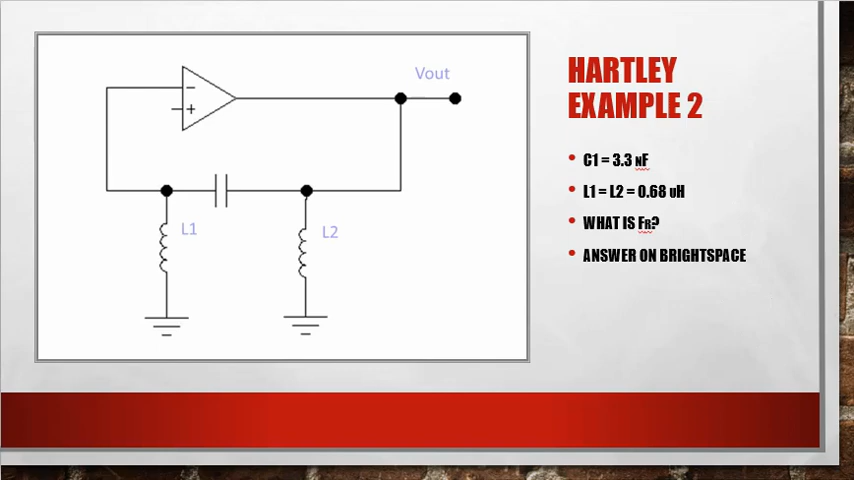 Vout
-
+
L1
L2
HARTLEY
EXAMPLE 2
• C1 = 3.3 NF
• L1 = L2 = 0.68 UH
• WHAT IS FR?
• ANSWER ON BRIGHTSPACE